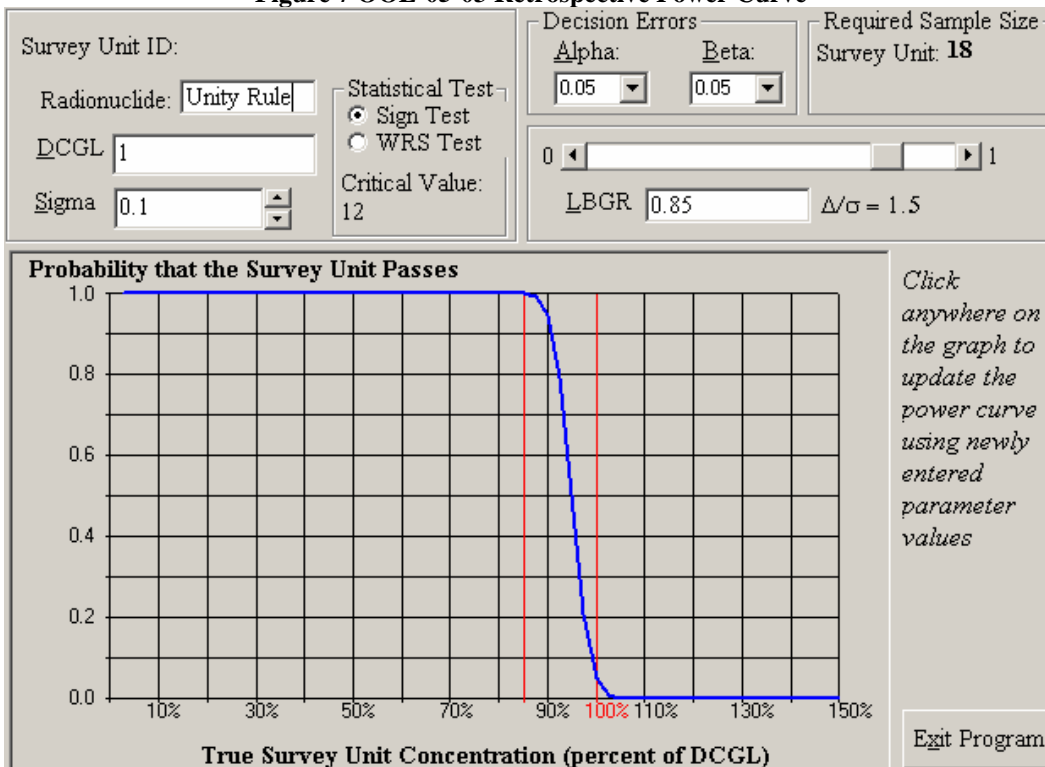 Figure 7 OOL-05-05 Retrospective Power Curve
Survey Unit ID:
Radionuclide: Unity Rule
DCGL 1
Sigma 0.1
Statistical Test
Sign Test
WRS Test
Critical Value:
12
Decision Errors
Alpha: Beta:
0.05 0.05
Required Sample Size
Survey Unit: 18
0 1
LBGR 0.85 Δ/σ = 1.5
Probability that the Survey Unit Passes
1.0
0.8
0.6
0.4
0.2
0.0
10% 30% 50% 70% 90% 100% 110% 130% 150%
True Survey Unit Concentration (percent of DCGL)
Click
anywhere on
the graph to
update the
power curve
using newly
entered
parameter
values
Exit Program